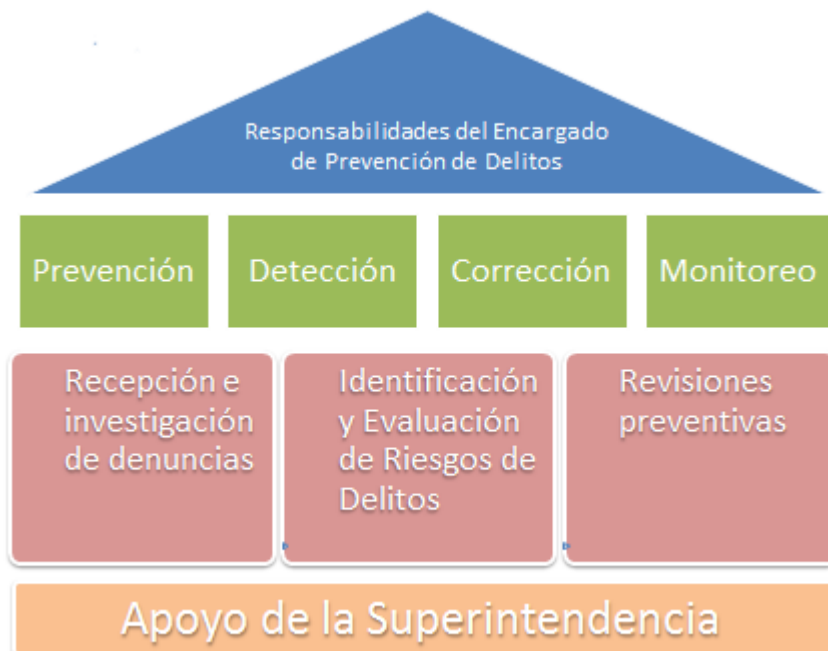 Responsabilidades del Encargado
de Prevención de Delitos
Prevención
Detección
Corrección
Monitoreo
Recepción e
investigación
de denuncias
Identificación
y Evaluación
de Riesgos de
Delitos
Revisiones
preventivas
Apoyo de la Superintendencia